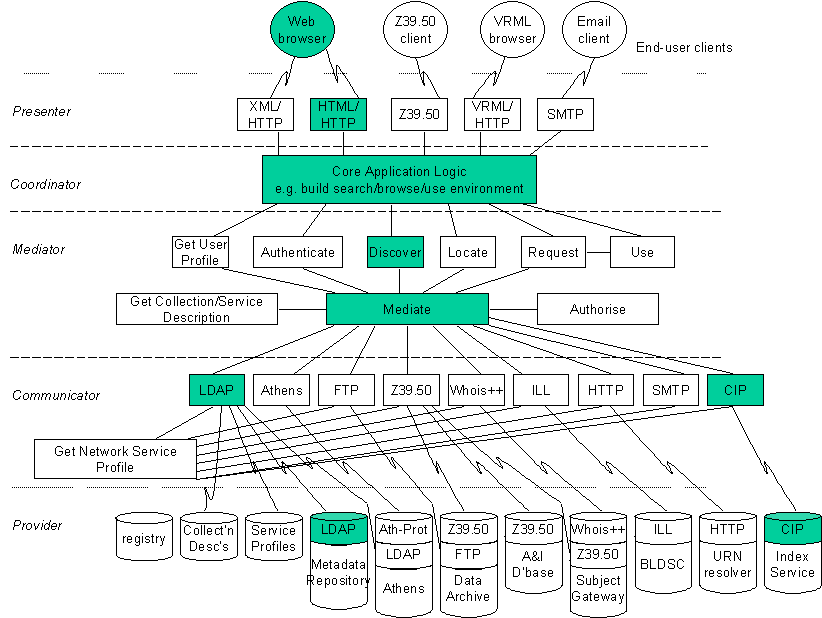 Web
browser
Z39.50
client
VRML
browser
Email
client
End-user clients
Presenter
XML/
HTTP
HTML/
HTTP
Z39.50
VRML/
HTTP
SMTP
Coordinator
Core Application Logic
e.g. build search/browse/use environment
Mediator
Get User
Profile
Authenticate
Discover
Locate
Request
Use
Get Collection/Service
Description
Mediate
Authorise
Communicator
LDAP
Athens
FTP
Z39.50
Whois++
ILL
HTTP
SMTP
CIP
Get Network Service
Profile
Provider
registry
Collect'n
Desc's
Service
Profiles
LDAP
Metadata
Repository
Ath-Prot
LDAP
Athens
Z39.50
FTP
Data
Archive
Z39.50
A&I
D'base
Whois++
Z39.50
Subject
Gateway
ILL
BLDSC
HTTP
URN
resolver
CIP
Index
Service